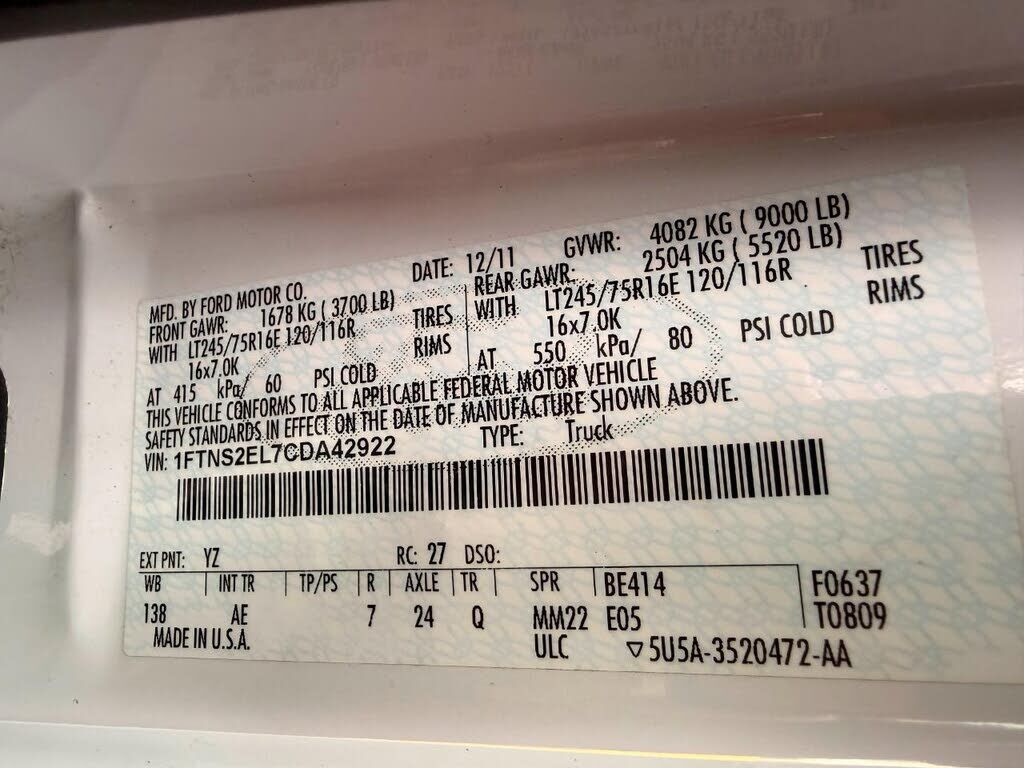 MFD. BY FORD MOTOR CO. DATE: 12/11 GVWR: 4082 KG ( 9000 LB)
FRONT GAWR: 1678 KG ( 3700 LB) REAR GAWR: 2504 KG ( 5520 LB)
WITH LT245/75R16E 120/116R TIRES WITH LT245/75R16E 120/116R TIRES
16x7.0K RIMS 16x7.0K RIMS
AT 415 kPa/ 60 PSI COLD AT 550 kPa/ 80 PSI COLD
THIS VEHICLE CONFORMS TO ALL APPLICABLE FEDERAL MOTOR VEHICLE
SAFETY STANDARDS IN EFFECT ON THE DATE OF MANUFACTURE SHOWN ABOVE.
VIN: 1FTNS2EL7CDA42922 TYPE: Truck
EXT PNT: YZ RC: 27 DSO:
WB INT TR TP/PS R AXLE TR SPR BE414 F0637
138 AE 7 24 Q MM22 E05 T0809
MADE IN U.S.A. ULC ▽5U5A-3520472-AA